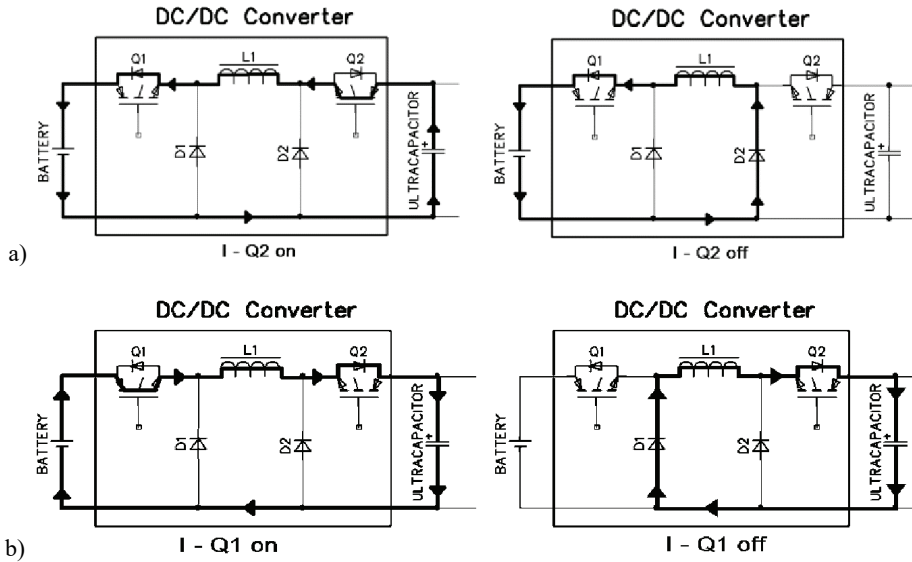 DC/DC Converter
Q1
L1
Q2
D1
D2
BATTERY
ULTRACAPACITOR
+
I - Q2 on
DC/DC Converter
Q1
L1
Q2
D1
D2
BATTERY
ULTRACAPACITOR
+
I - Q2 off
a)
DC/DC Converter
Q1
L1
Q2
D1
D2
BATTERY
ULTRACAPACITOR
+
I - Q1 on
DC/DC Converter
Q1
L1
Q2
D1
D2
BATTERY
ULTRACAPACITOR
+
I - Q1 off
b)